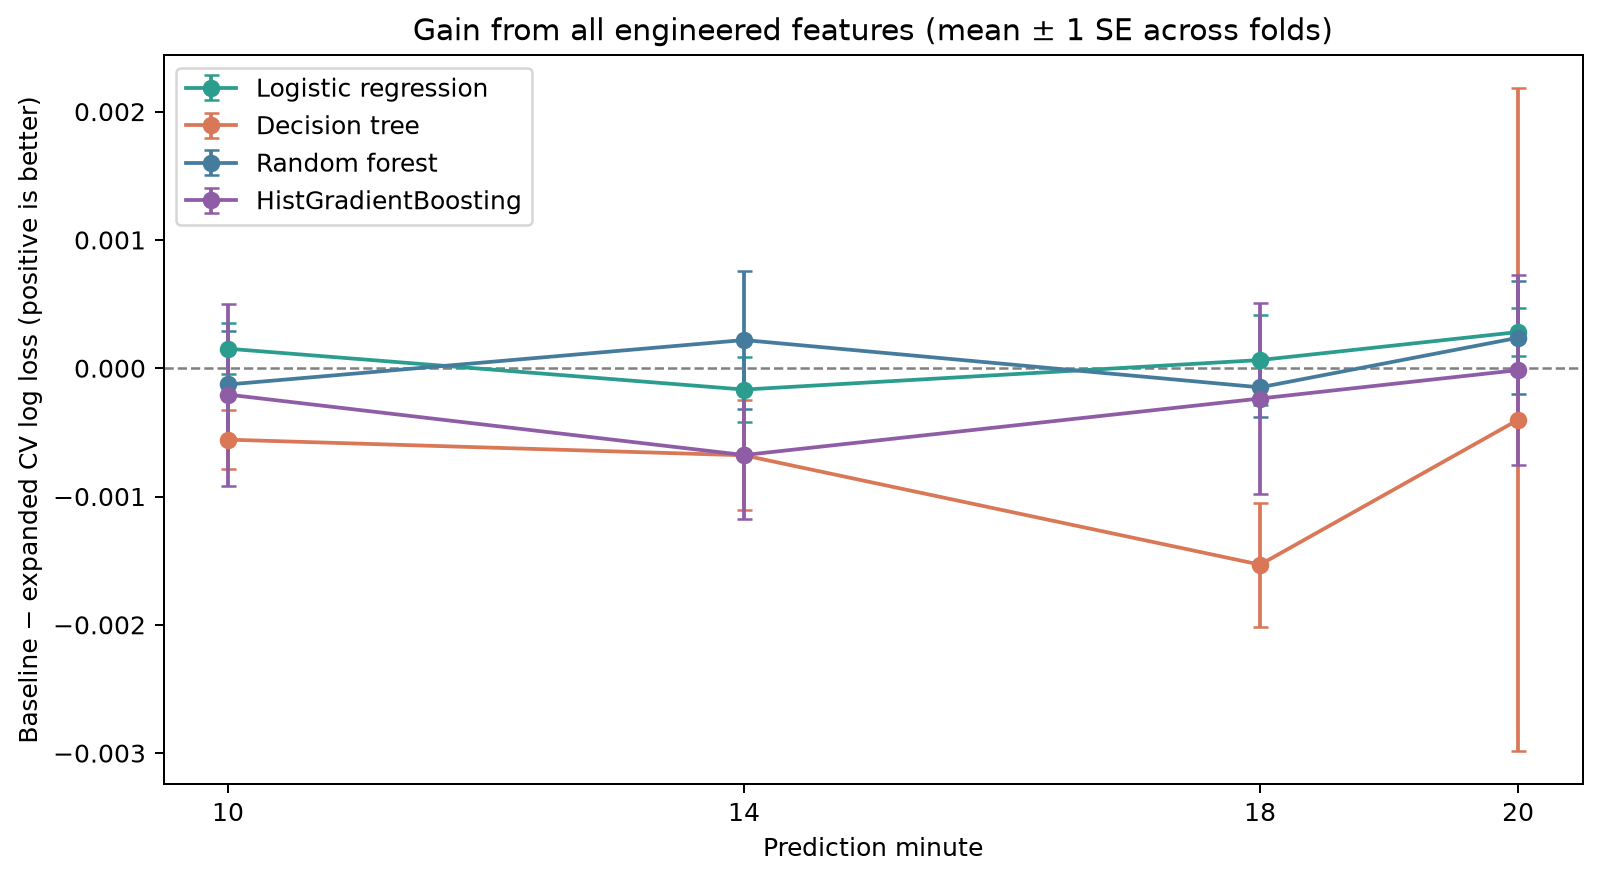 Gain from all engineered features (mean ± 1 SE across folds)
Baseline − expanded CV log loss (positive is better)
0.002
0.001
0.000
−0.001
−0.002
−0.003
Logistic regression
Decision tree
Random forest
HistGradientBoosting
10
14
18
20
Prediction minute